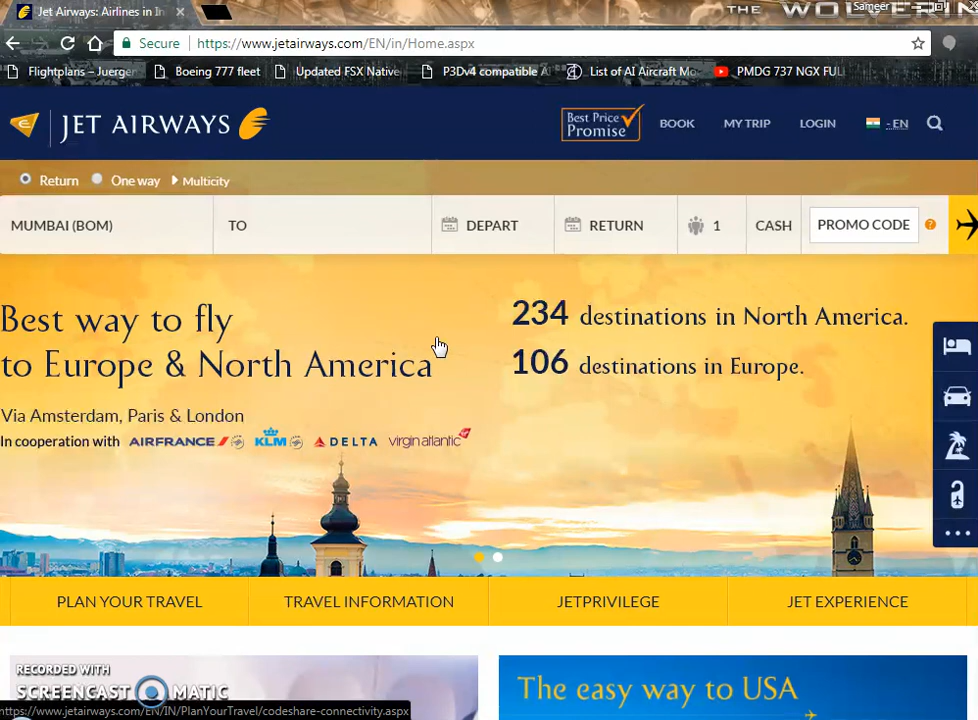 Jet Airways: Airlines in In
THE WOLVERIN
Sameer
Secure https://www.jetairways.com/EN/in/Home.aspx
Flightplans – Juerge Boeing 777 fleet Updated FSX Native P3Dv4 compatible A List of AI Aircraft Mo PMDG 737 NGX FUL
JET AIRWAYS
Best Price Promise
BOOK MY TRIP LOGIN - EN
Return One way Multicity
MUMBAI (BOM) TO DEPART RETURN 1 CASH PROMO CODE ?
Best way to fly
to Europe & North America
234 destinations in North America.
106 destinations in Europe.
Via Amsterdam, Paris & London
In cooperation with AIRFRANCE KLM DELTA virgin atlantic
PLAN YOUR TRAVEL TRAVEL INFORMATION JETPRIVILEGE JET EXPERIENCE
RECORDED WITH
SCREENCAST MATIC
The easy way to USA
https://www.jetairways.com/EN/IN/PlanYourTravel/codeshare-connectivity.aspx